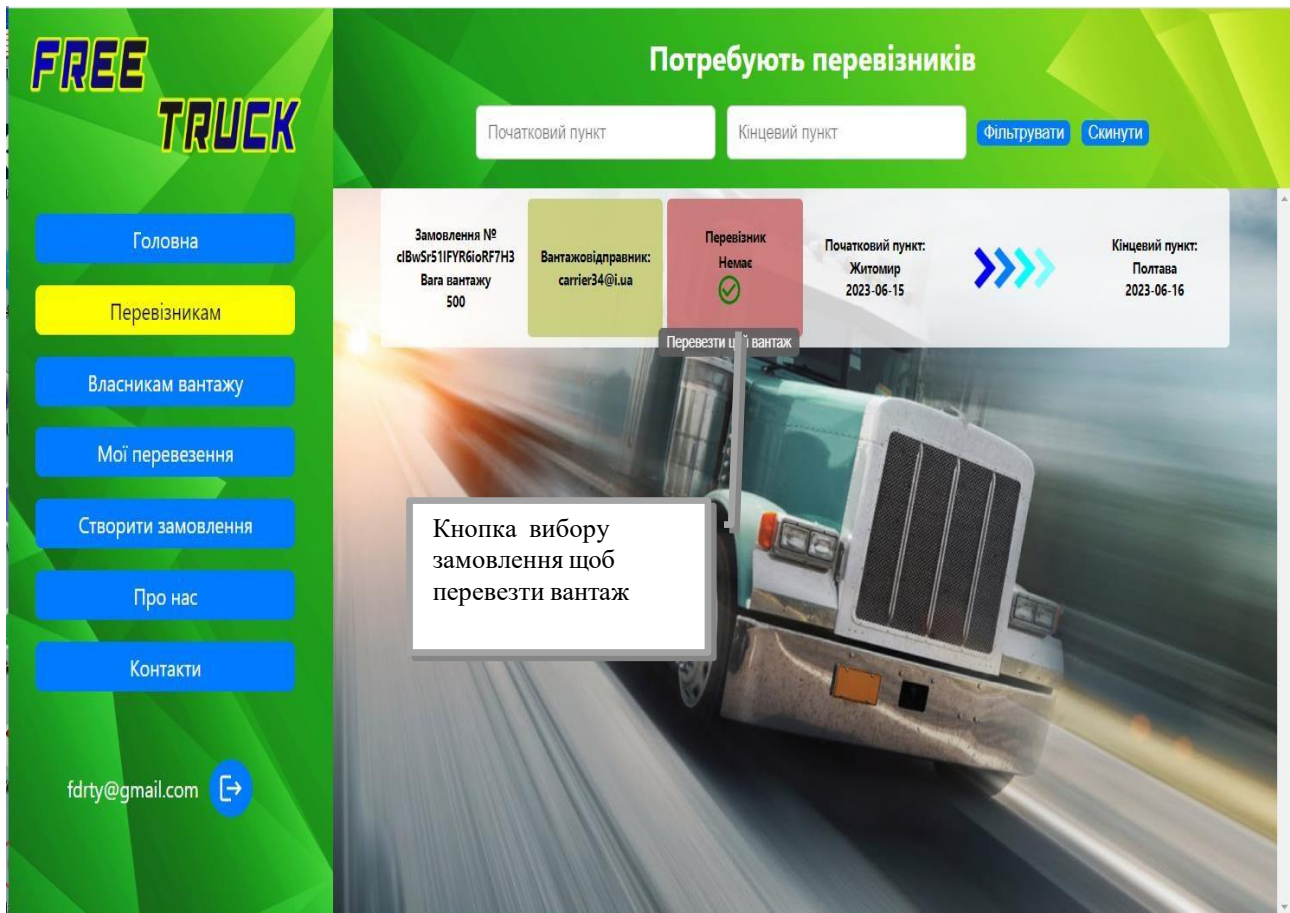 FREE
TRUCK
Головна
Перевізникам
Власникам вантажу
Мої перевезення
Створити замовлення
Про нас
Контакти
fdrty@gmail.com
Потребують перевізників
Початковий пункт
Кінцевий пункт
Фільтрувати
Скинути
Замовлення №
Вага вантажу
500
Вантажовідправник:
carrier34@i.ua
Перевізник
Немає
Перевезти вантаж
Початковий пункт:
Житомир
2023-06-15
Кінцевий пункт:
Полтава
2023-06-16
Кнопка вибору
замовлення щоб
перевезти вантаж